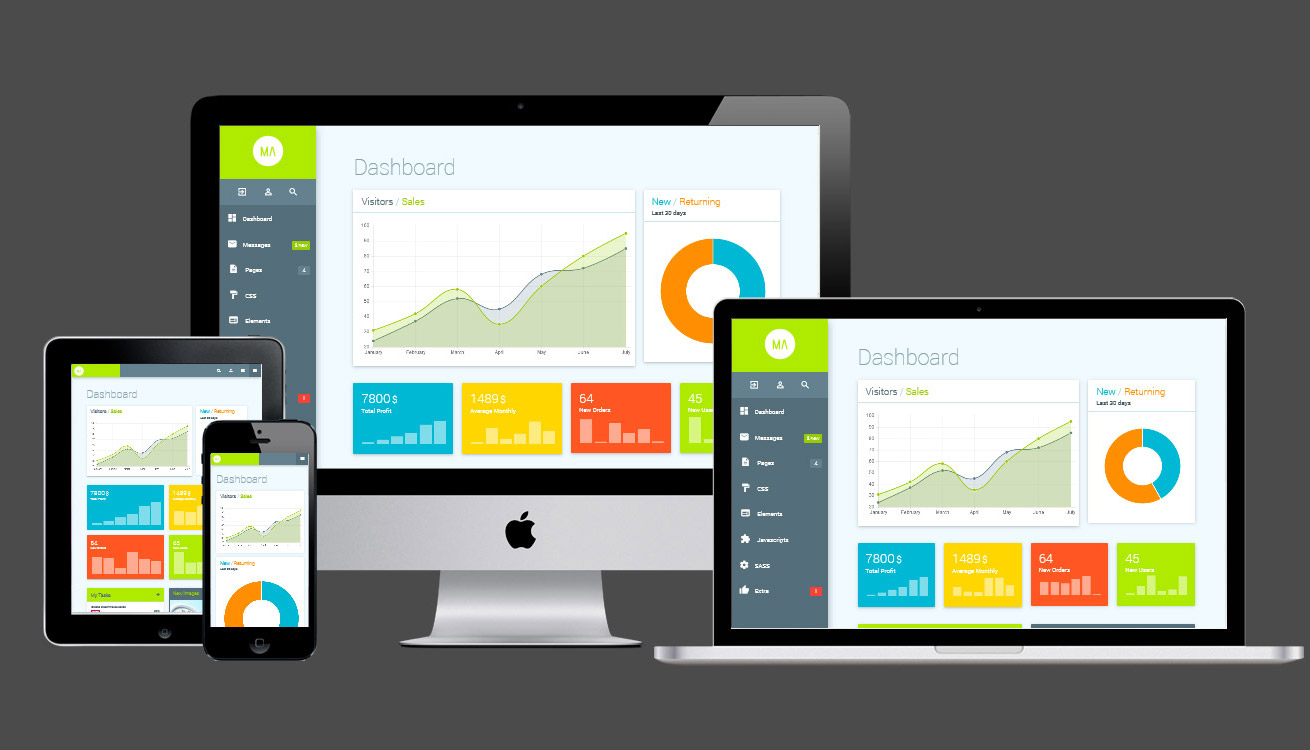 MA
Dashboard
Visitors / Sales
New / Returning
Last 30 days
Dashboard
Messages
Pages
4
CSS
Elements
1
100
90
80
70
60
50
40
30
20
January February March April May June July
7800 $
Total Profit
1489 $
Average Monthly
64
New Orders
45
New Users
MA
Dashboard
Visitors / Sales
New / Returning
Last 30 days
Dashboard
Messages
Pages
4
CSS
Elements
Javascripts
SASS
Extra
1
100
90
80
70
60
50
40
30
20
January February March April May June July
7800 $
Total Profit
1489 $
Average Monthly
64
New Orders
45
New Users
Dashboard
Visitors / Sales
New / Returning
7800 $
1489 $
64
45
My Tasks
New Images
Dashboard
Visitors / Sales
New / Returning